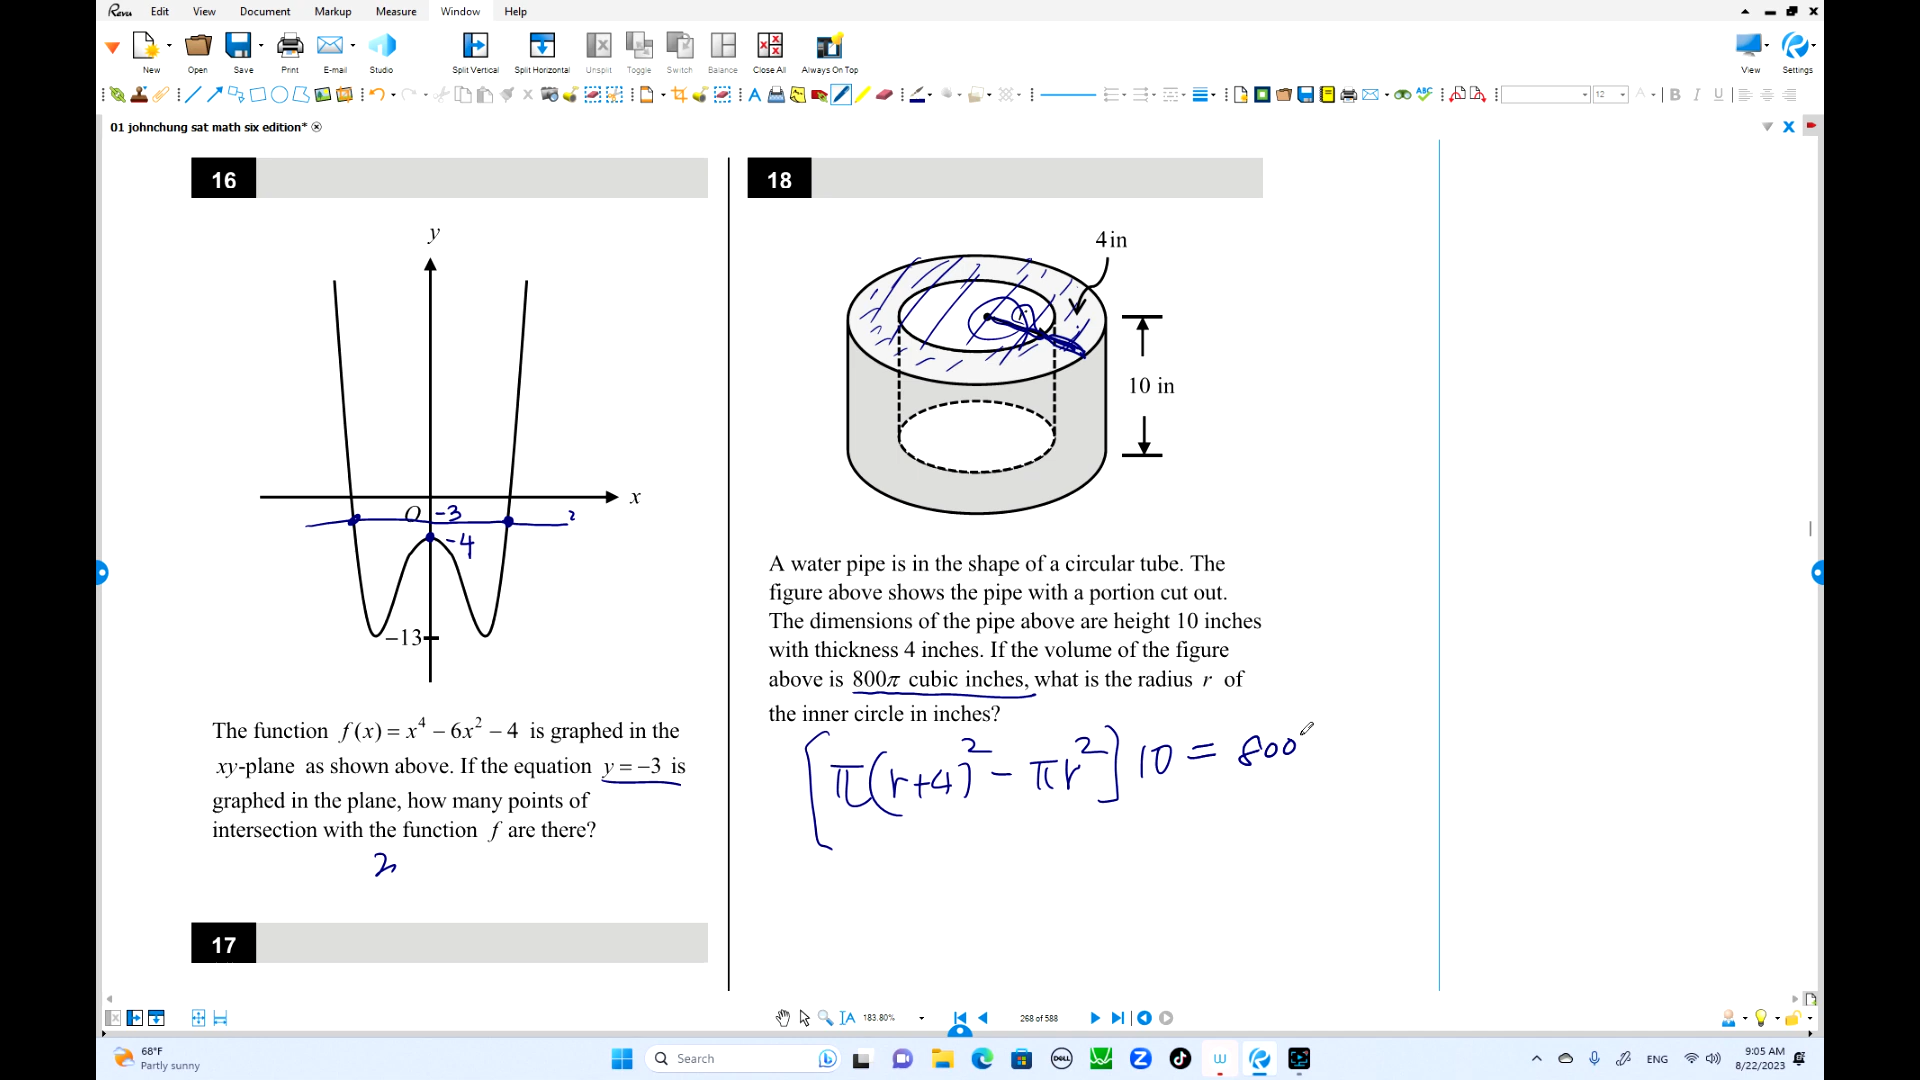 Revu Edit View Document Markup Measure Window Help
New Open Save Print E-mail Studio Split Vertical Split Horizontal Unsplit Toggle Switch Balance Close All Always On Top View Settings
12
01 johnchung sat math six edition*
16
y
x
O
-3
-4
−13
The function f(x) = x⁴ − 6x² − 4 is graphed in the
xy-plane as shown above. If the equation y = −3 is
graphed in the plane, how many points of
intersection with the function f are there?
2
17
18
4 in
r
10 in
A water pipe is in the shape of a circular tube. The
figure above shows the pipe with a portion cut out.
The dimensions of the pipe above are height 10 inches
with thickness 4 inches. If the volume of the figure
above is 800π cubic inches, what is the radius r of
the inner circle in inches?
[π(r+4)² − πr²] 10 = 800
183.80%
268 of 588
68°F
Partly sunny
Search
DELL
ENG
9:05 AM
8/22/2023